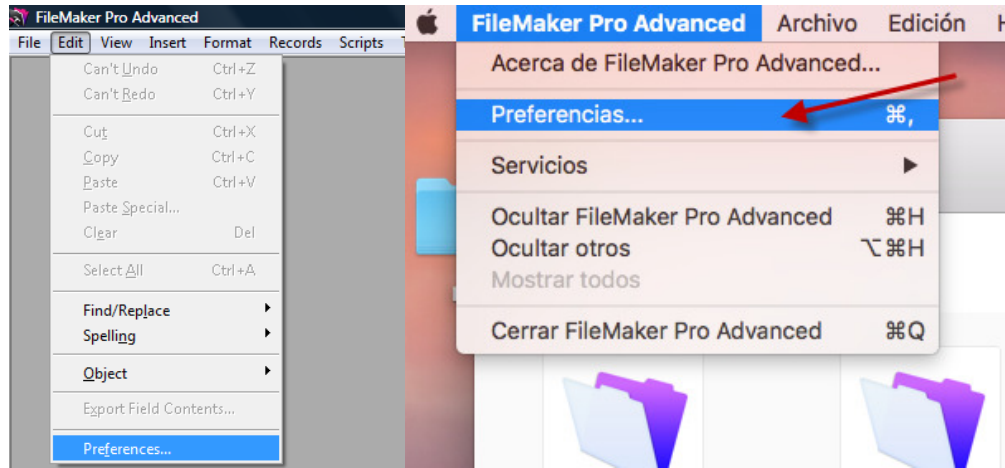 FileMaker Pro Advanced
File Edit View Insert Format Records Scripts
Can't Undo Ctrl+Z
Can't Redo Ctrl+Y
Cut Ctrl+X
Copy Ctrl+C
Paste Ctrl+V
Paste Special...
Clear Del
Select All Ctrl+A
Find/Replace
Spelling
Object
Export Field Contents...
Preferences...
FileMaker Pro Advanced Archivo Edición
Acerca de FileMaker Pro Advanced...
Preferencias... ⌘,
Servicios
Ocultar FileMaker Pro Advanced ⌘H
Ocultar otros ⌥⌘H
Mostrar todos
Cerrar FileMaker Pro Advanced ⌘Q